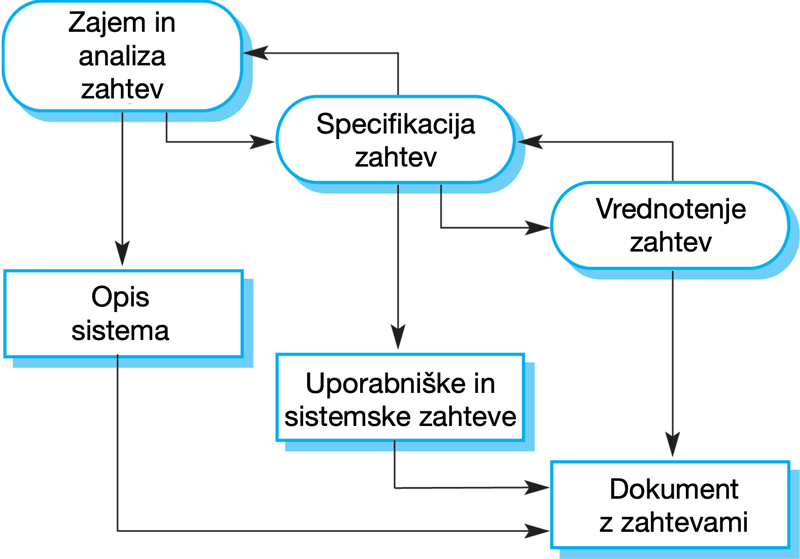 Zajem in
analiza
zahtev
Specifikacija
zahtev
Vrednotenje
zahtev
Opis
sistema
Uporabniške in
sistemske zahteve
Dokument
z zahtevami